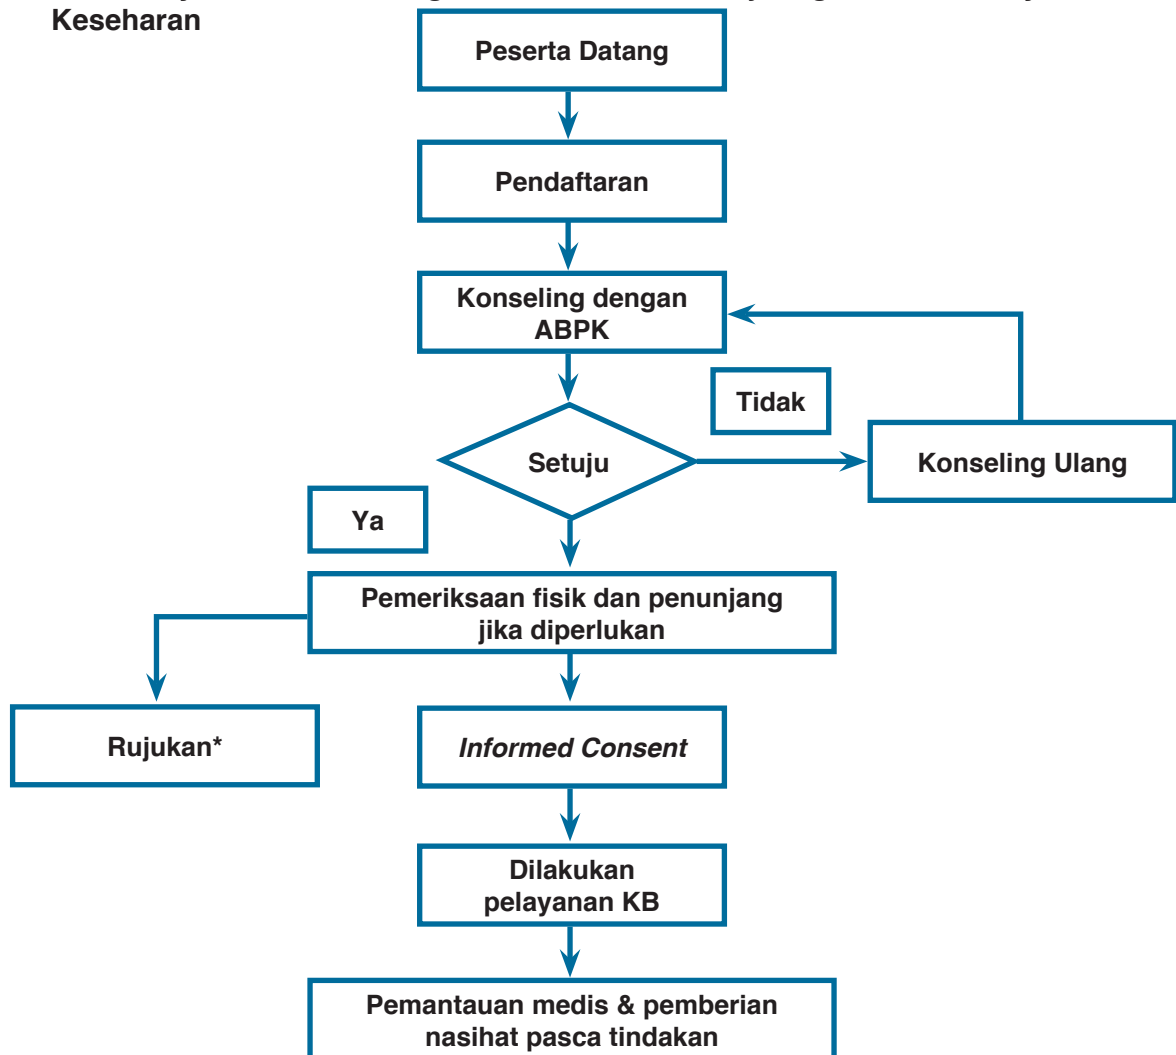 Keseharan
Peserta Datang
Pendaftaran
Konseling dengan
ABPK
Tidak
Setuju
Konseling Ulang
Ya
Pemeriksaan fisik dan penunjang
jika diperlukan
Rujukan*
Informed Consent
Dilakukan
pelayanan KB
Pemantauan medis & pemberian
nasihat pasca tindakan